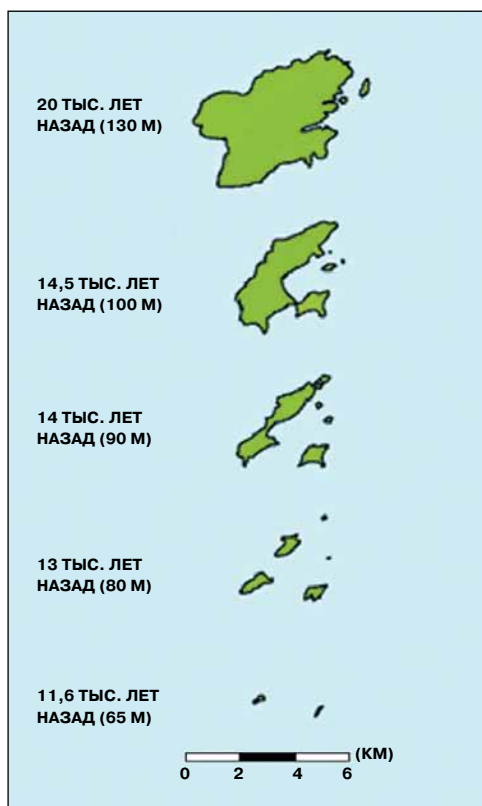 20 ТЫС. ЛЕТ
НАЗАД (130 М)
14,5 ТЫС. ЛЕТ
НАЗАД (100 М)
14 ТЫС. ЛЕТ
НАЗАД (90 М)
13 ТЫС. ЛЕТ
НАЗАД (80 М)
11,6 ТЫС. ЛЕТ
НАЗАД (65 М)
(КМ)
0 2 4 6